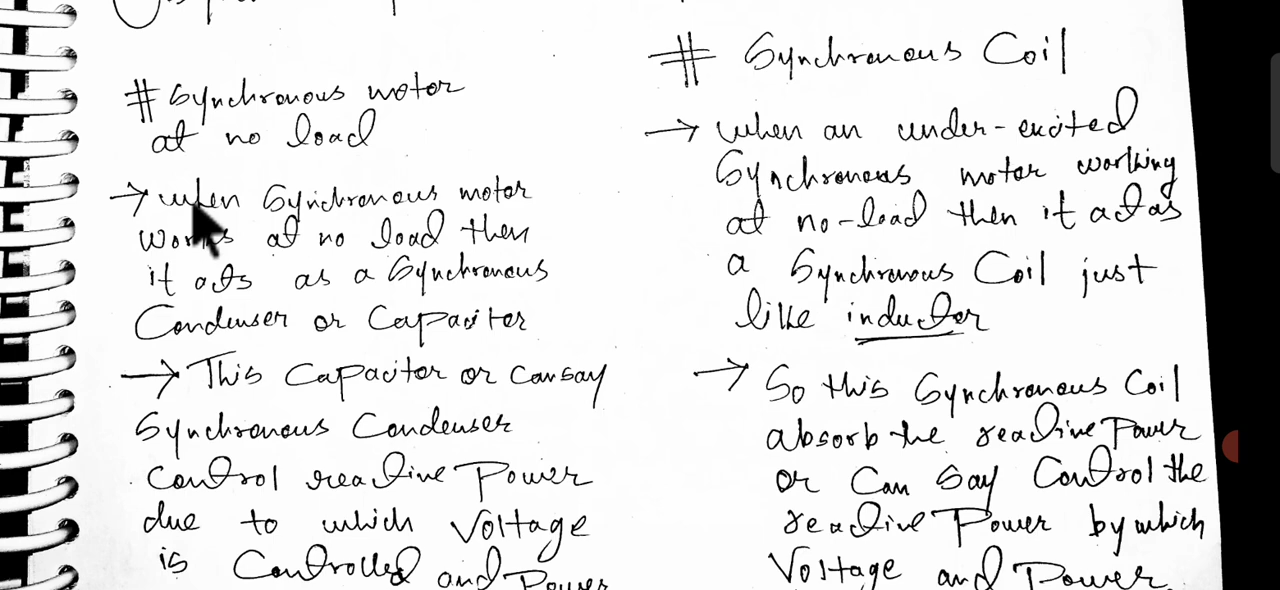 # Synchronous motor
at no load
→ when Synchronous motor
works at no load then
it acts as a Synchronous
Condenser or Capacitor
→ This Capacitor or can say
Synchronous Condenser
Control reactive Power
due to which Voltage
is Controlled and Power
# Synchronous Coil
→ when an under-excited
Synchronous motor working
at no-load then it act as
a Synchronous Coil just
like inductor
→ So this Synchronous Coil
absorb the reactive Power
or Can Say Control the
reactive Power by which
Voltage and Power